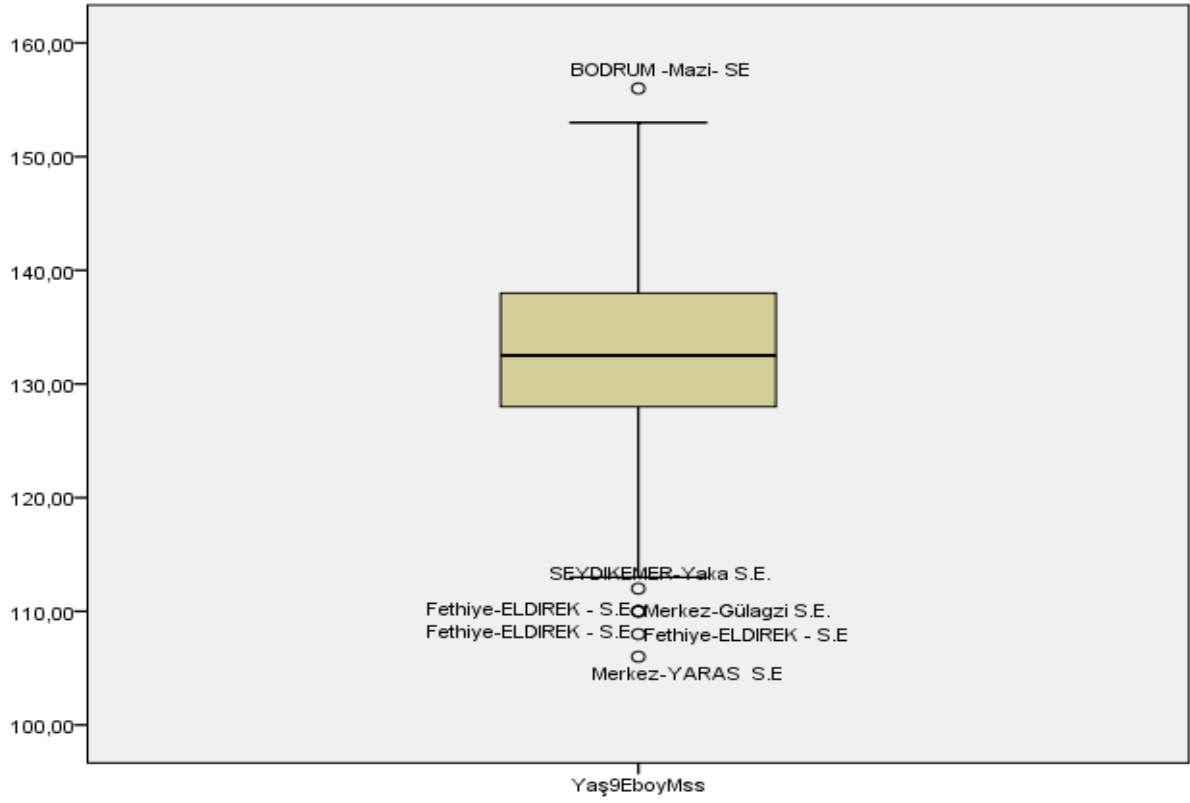 160,00
BODRUM -Mazi- SE
150,00
140,00
130,00
120,00
SEYDIKEMER-Yaka S.E.
110,00
Fethiye-ELDIREK - S.E
Merkez-Gülagzi S.E.
Fethiye-ELDIREK - S.E
Fethiye-ELDIREK - S.E
Merkez-YARAS S.E
100,00
Yaş9EboyMss